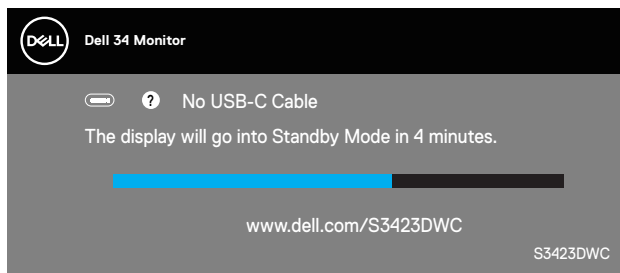 DELL
Dell 34 Monitor
? No USB-C Cable
The display will go into Standby Mode in 4 minutes.
www.dell.com/S3423DWC
S3423DWC